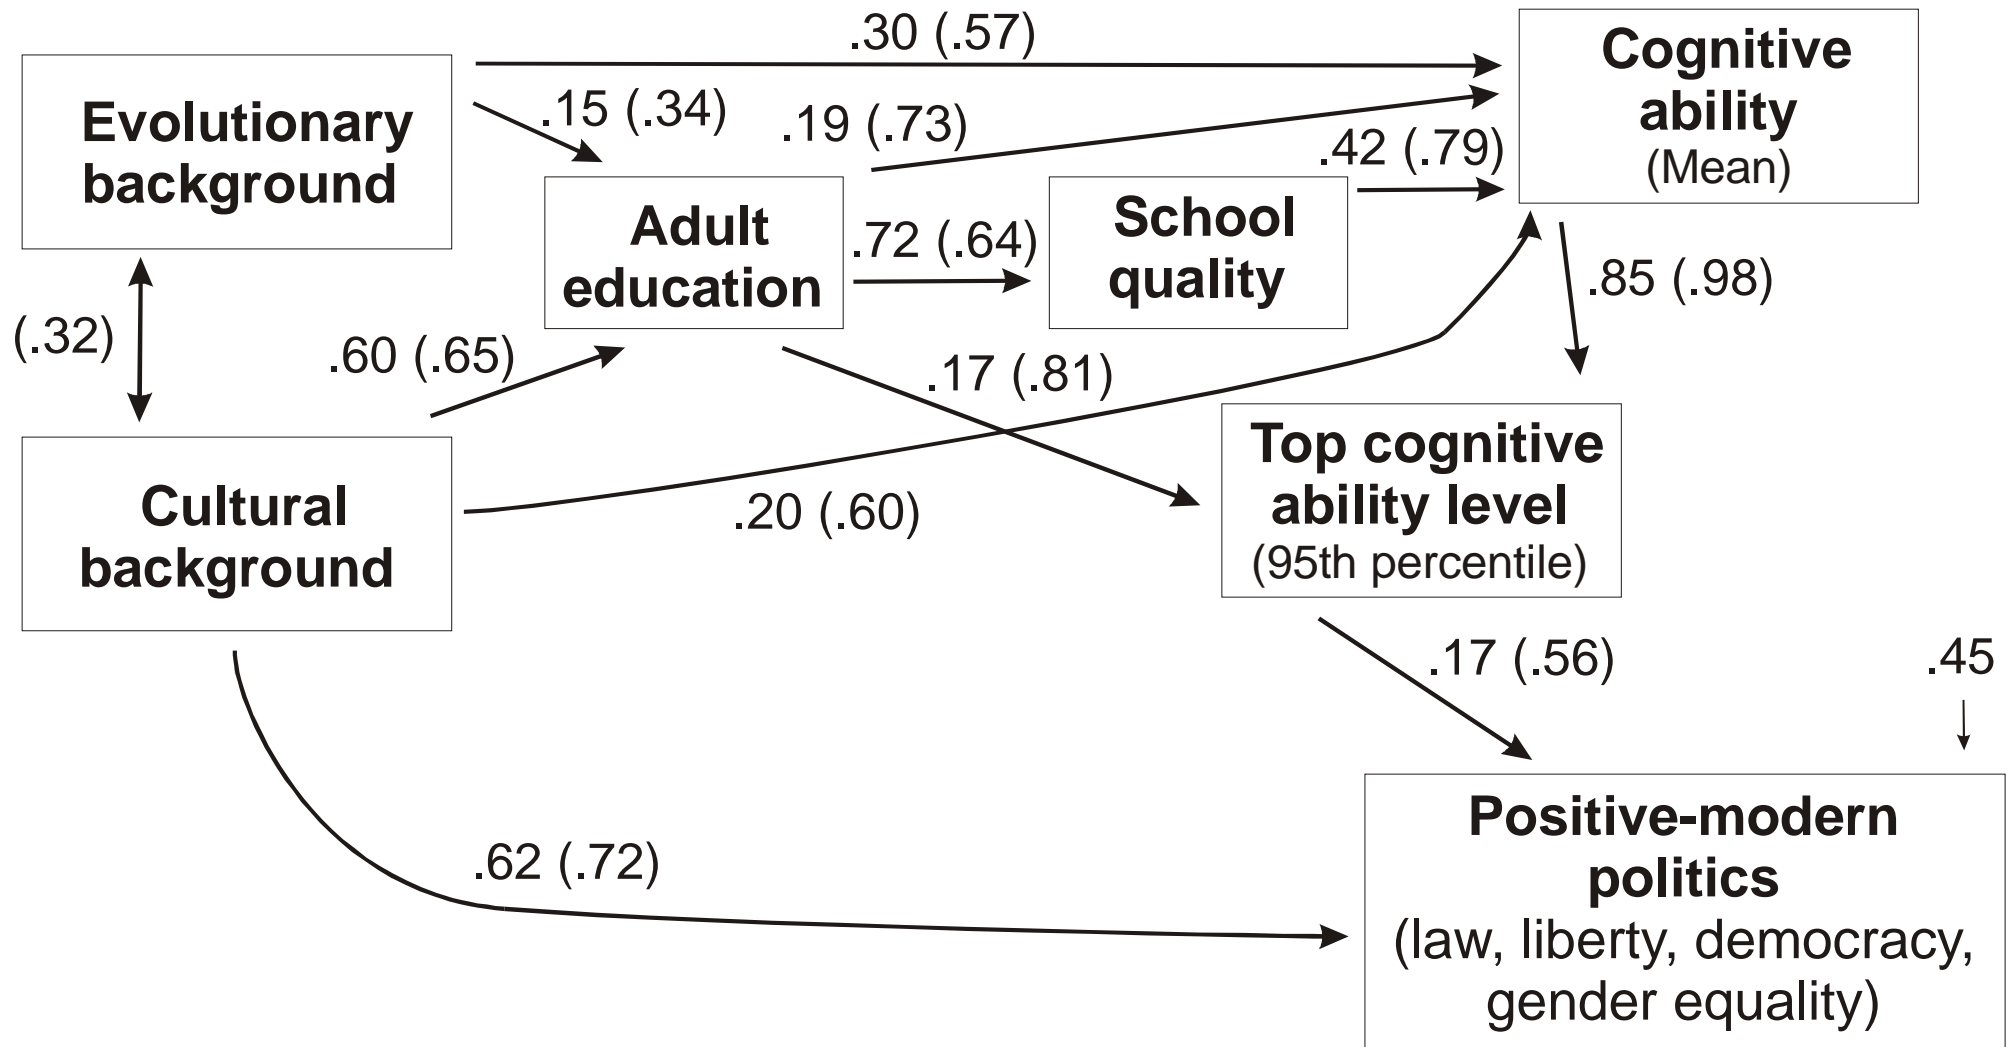 .30 (.57)
Cognitive
ability
(Mean)
Evolutionary
background
.15 (.34)
.19 (.73)
.42 (.79)
Adult
education
.72 (.64)
School
quality
.85 (.98)
(.32)
.60 (.65)
.17 (.81)
Cultural
background
.20 (.60)
Top cognitive
ability level
(95th percentile)
.17 (.56)
.45
.62 (.72)
Positive-modern
politics
(law, liberty, democracy,
gender equality)